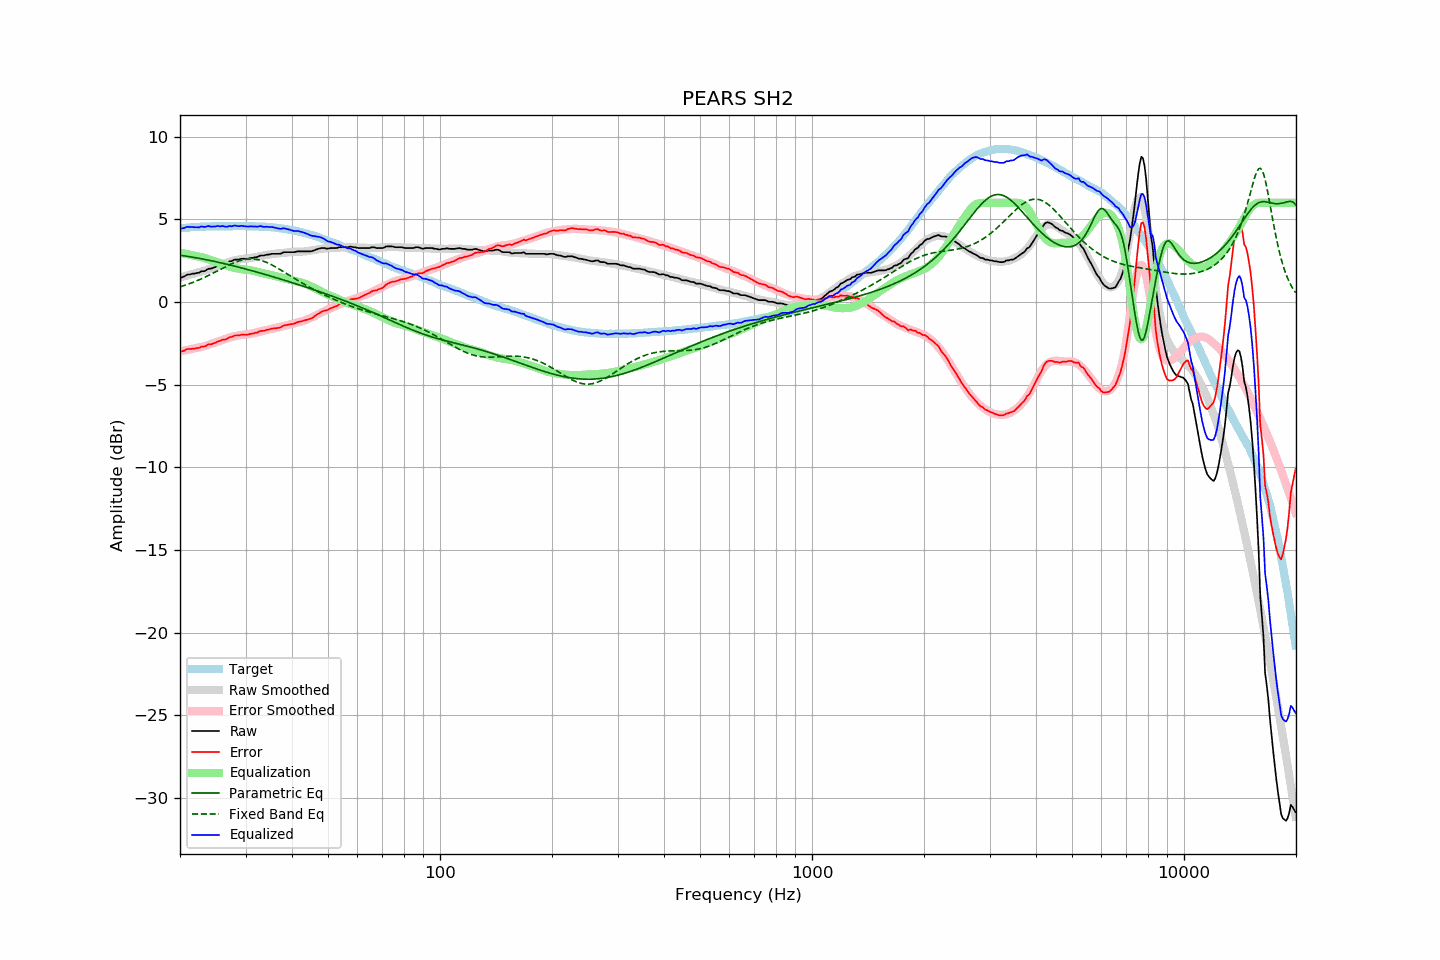 PEARS SH2
10
5
0
−5
−10
−15
−20
−25
−30
Amplitude (dBr)
Target
Raw Smoothed
Error Smoothed
Raw
Error
Equalization
Parametric Eq
Fixed Band Eq
Equalized
100
1000
10000
Frequency (Hz)